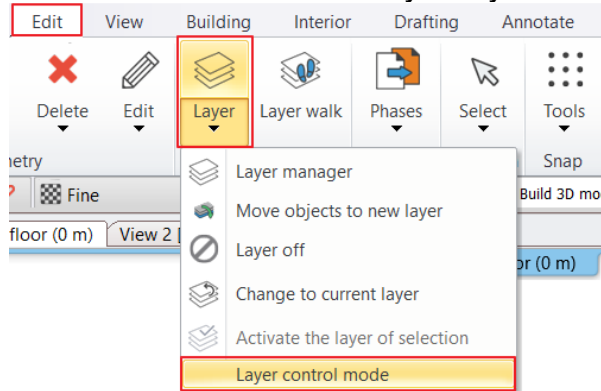 Edit View Building Interior Drafting Annotate
Delete Edit Layer Layer walk Phases Select Tools
Snap
Layer manager
Fine
Build 3D mo
Move objects to new layer
floor (0 m) View 2
Layer off
(0 m)
Change to current layer
Activate the layer of selection
Layer control mode